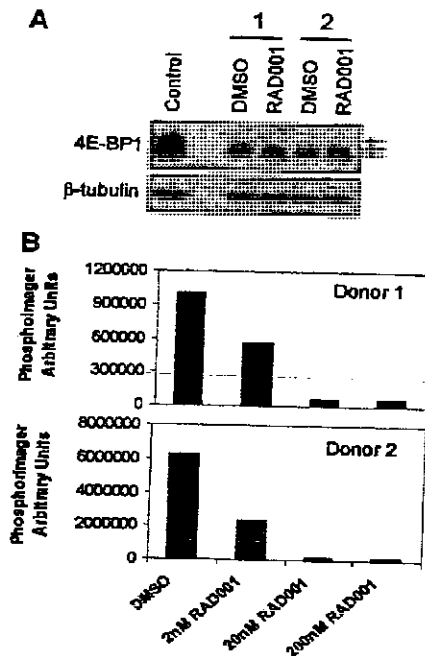 A
1 2
Control DMSO RAD001 DMSO RAD001
4E-BP1
β-tubulin
B
PhosphoImager
Arbitrary Units
1200000
900000
600000
300000
0
Donor 1
PhosphorImager
Arbitrary Units
8000000
6000000
4000000
2000000
0
Donor 2
DMSO
2nM RAD001
20nM RAD001
200nM RAD001